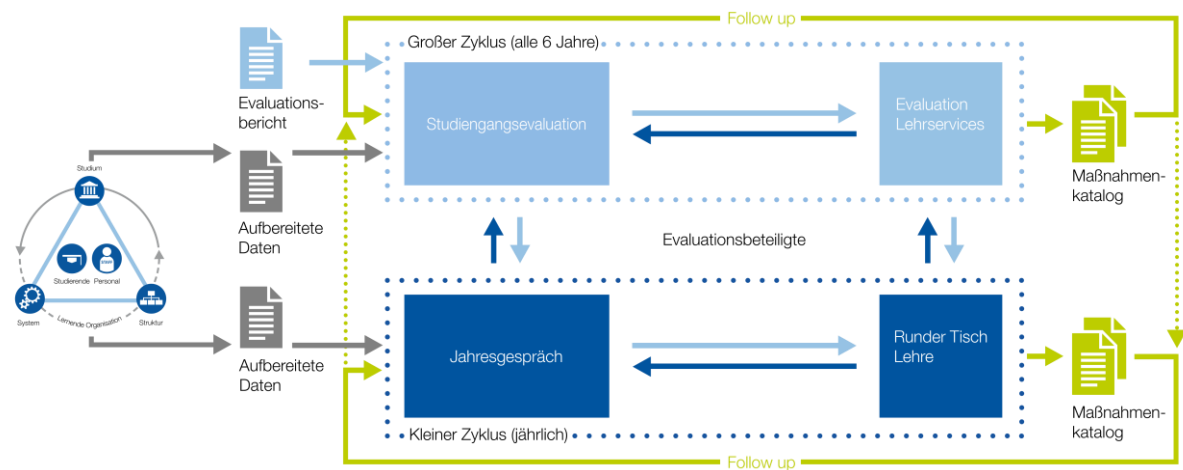 Follow up
Großer Zyklus (alle 6 Jahre)
Evaluations-
bericht
Studiengangsevaluation
Evaluation
Lehrservices
Maßnahmen-
katalog
Studium
Aufbereitete
Daten
Studierende Personal
System
Lernende Organisation
Struktur
Evaluationsbeteiligte
Aufbereitete
Daten
Jahresgespräch
Runder Tisch
Lehre
Maßnahmen-
katalog
Kleiner Zyklus (jährlich)
Follow up